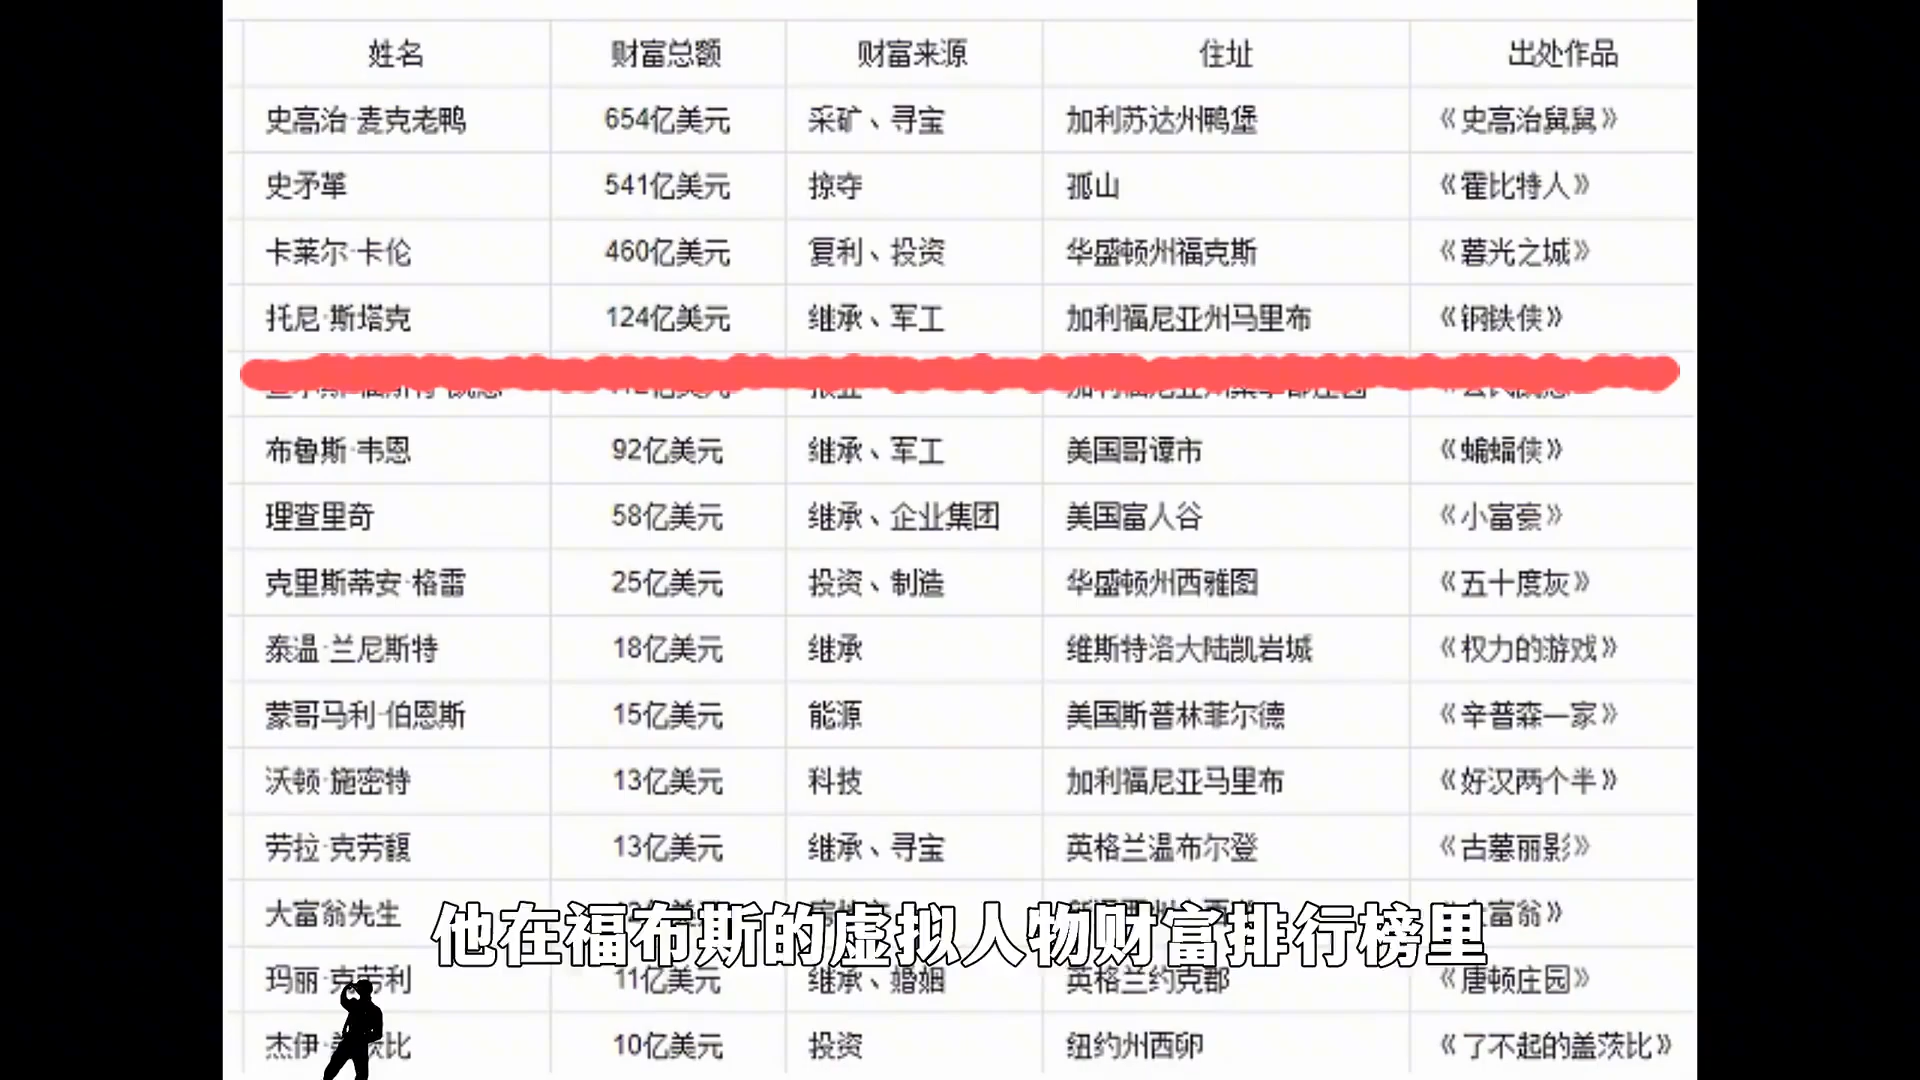 姓名 财富总额 财富来源 住址 出处作品
史高治·麦克老鸭 654亿美元 采矿、寻宝 加利苏达州鸭堡 《史高治舅舅》
史矛革 541亿美元 掠夺 孤山 《霍比特人》
卡莱尔·卡伦 460亿美元 复利、投资 华盛顿州福克斯 《暮光之城》
托尼·斯塔克 124亿美元 继承、军工 加利福尼亚州马里布 《钢铁侠》
布鲁斯·韦恩 92亿美元 继承、军工 美国哥谭市 《蝙蝠侠》
理查里奇 58亿美元 继承、企业集团 美国富人谷 《小富豪》
克里斯蒂安·格雷 25亿美元 投资、制造 华盛顿州西雅图 《五十度灰》
泰温·兰尼斯特 18亿美元 继承 维斯特洛大陆凯岩城 《权力的游戏》
蒙哥马利·伯恩斯 15亿美元 能源 美国斯普林菲尔德 《辛普森一家》
沃顿·施密特 13亿美元 科技 加利福尼亚马里布 《好汉两个半》
劳拉·克劳馥 13亿美元 继承、寻宝 英格兰温布尔登 《古墓丽影》
大富翁先生 富翁》
他在福布斯的虚拟人物财富排行榜里
玛丽·克劳利 11亿美元 继承、婚姻 英格兰约克郡 《唐顿庄园》
杰伊·盖茨比 10亿美元 投资 纽约州西卵 《了不起的盖茨比》